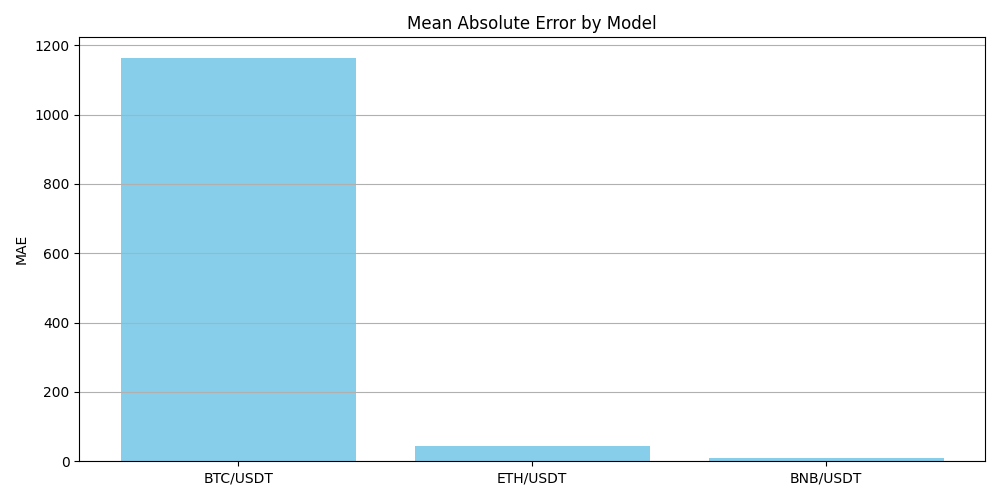 Mean Absolute Error by Model
1200
1000
800
600
400
200
0
MAE
BTC/USDT
ETH/USDT
BNB/USDT